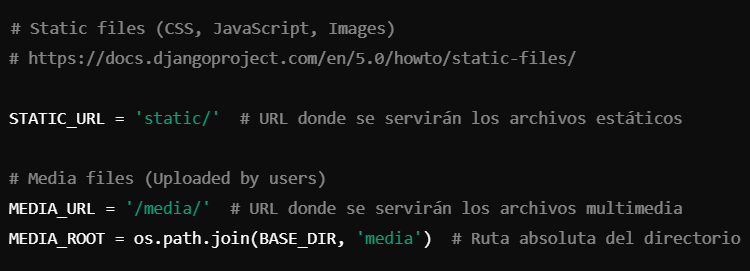 # Static files (CSS, JavaScript, Images)
# https://docs.djangoproject.com/en/5.0/howto/static-files/
STATIC_URL = 'static/'  # URL donde se servirán los archivos estáticos
# Media files (Uploaded by users)
MEDIA_URL = '/media/'  # URL donde se servirán los archivos multimedia
MEDIA_ROOT = os.path.join(BASE_DIR, 'media')  # Ruta absoluta del directorio